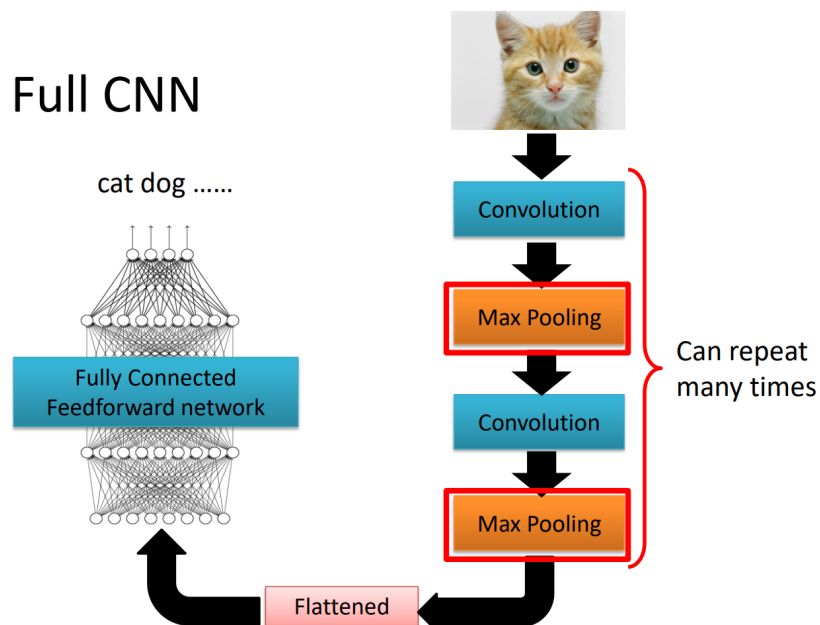 Full CNN
cat dog ……
Fully Connected
Feedforward network
Convolution
Max Pooling
Convolution
Max Pooling
Can repeat
many times
Flattened